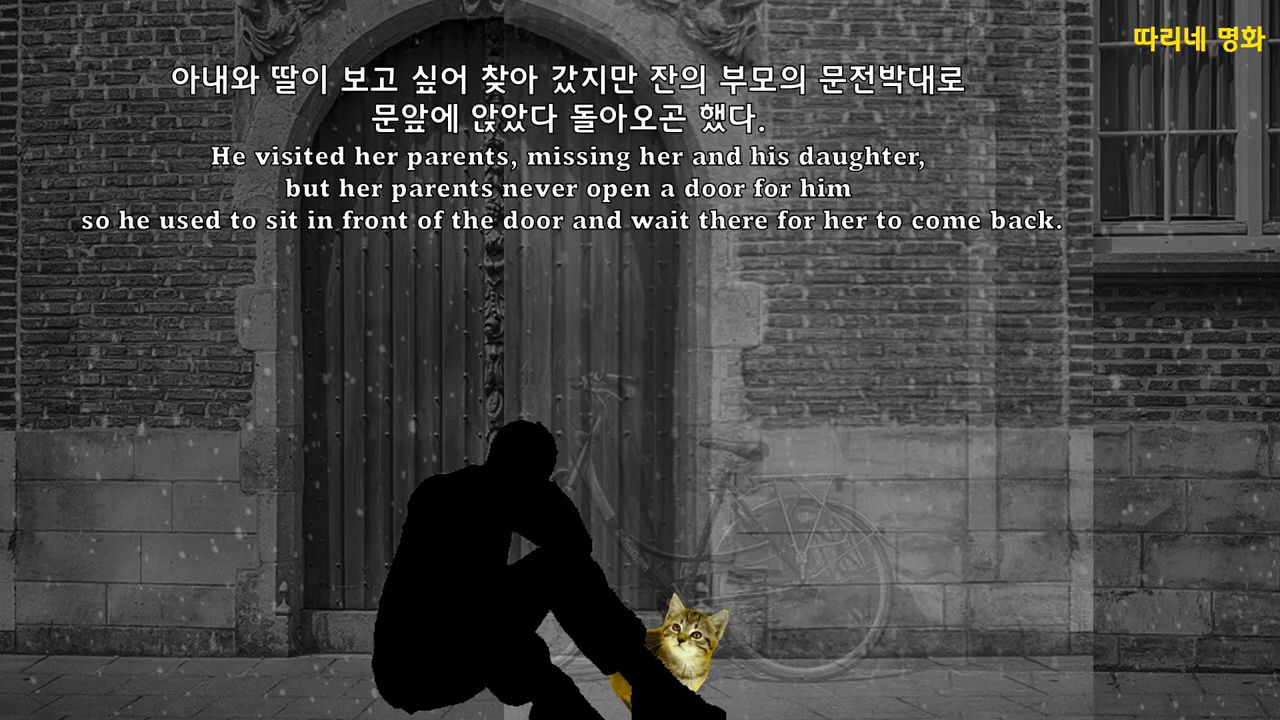 따리네 명화
아내와 딸이 보고 싶어 찾아 갔지만 잔의 부모의 문전박대로
문앞에 앉았다 돌아오곤 했다.
He visited her parents, missing her and his daughter,
but her parents never open a door for him
so he used to sit in front of the door and wait there for her to come back.